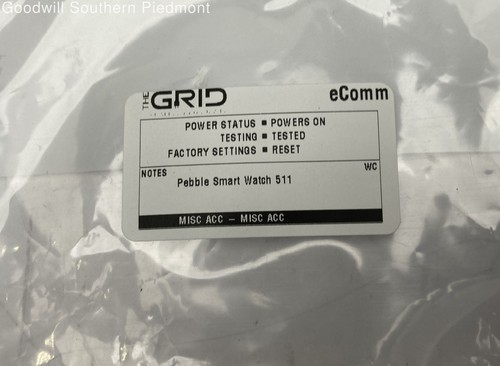 Goodwill Southern Piedmont
THE GRID
eComm
POWER STATUS ▪ POWERS ON
TESTING ▪ TESTED
FACTORY SETTINGS ▪ RESET
NOTES
WC
Pebble Smart Watch 511
MISC ACC – MISC ACC